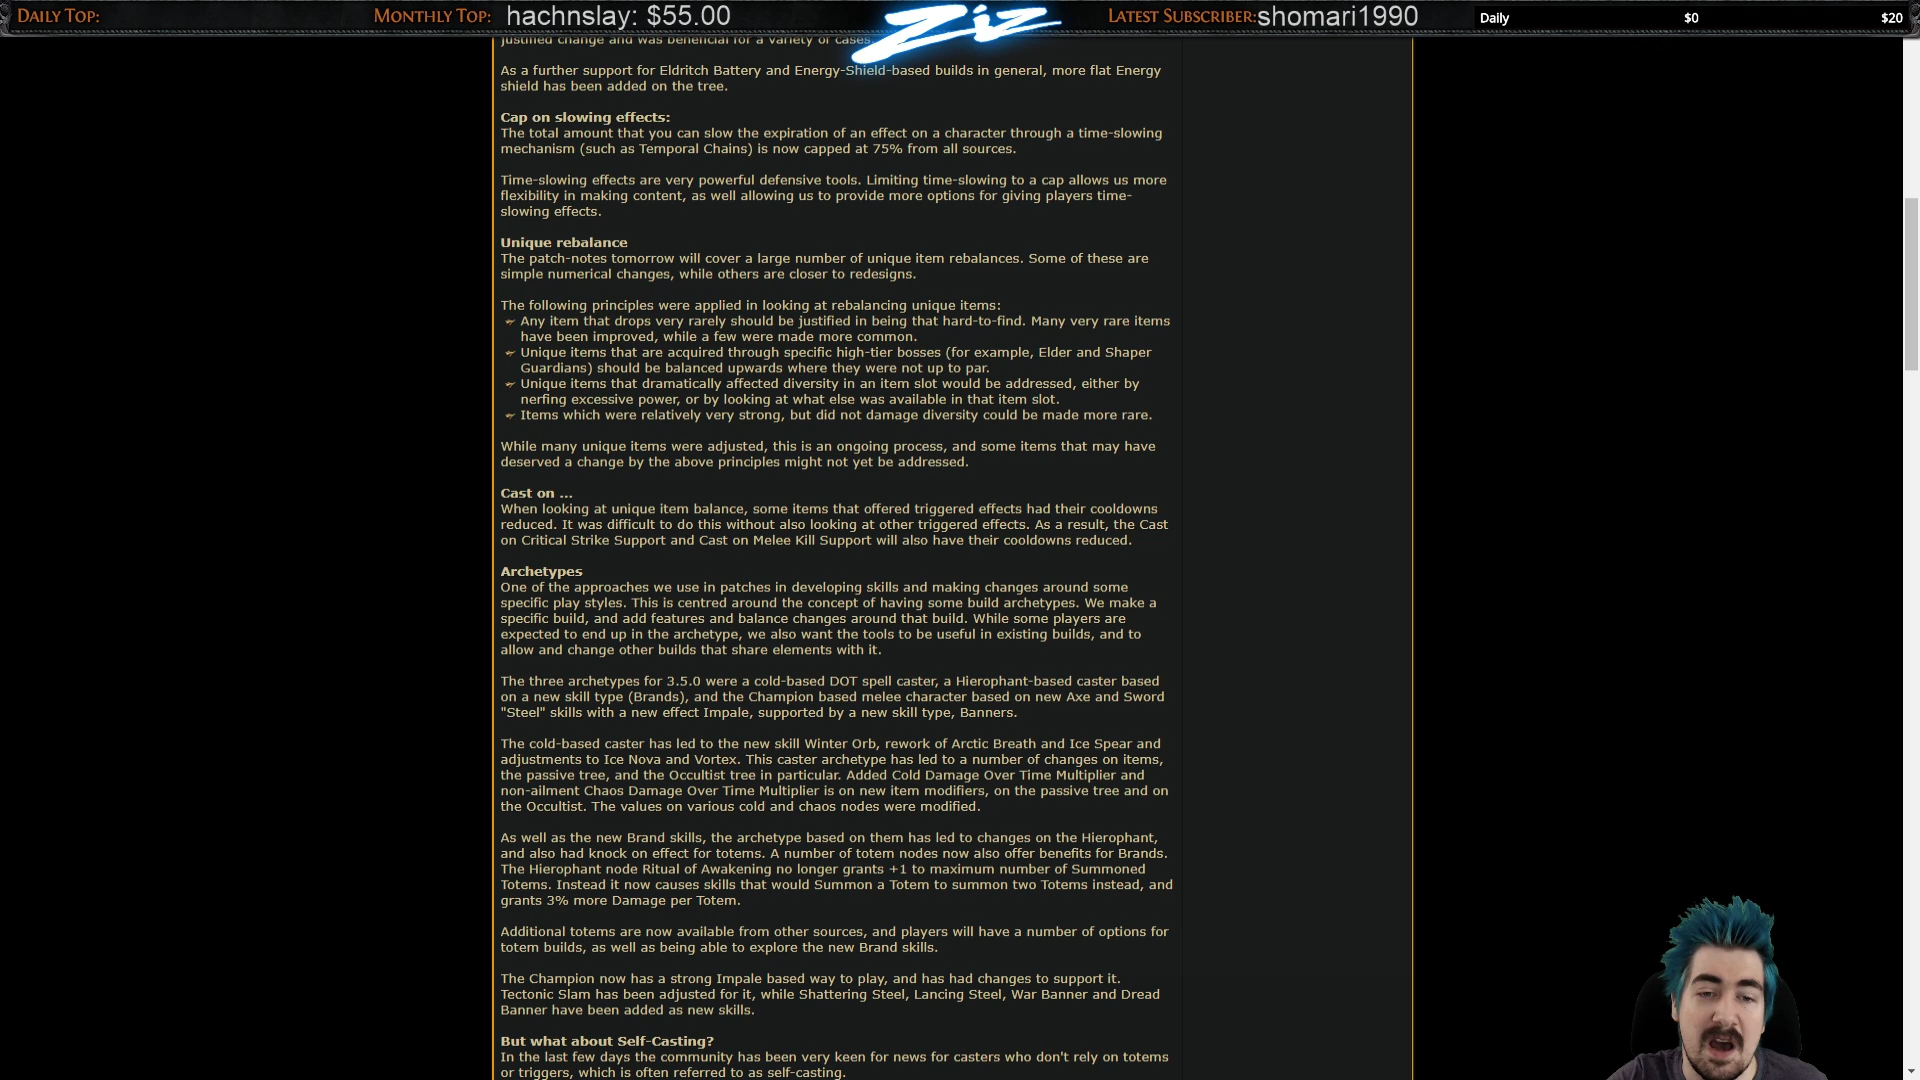 DAILY TOP:
MONTHLY TOP: hachnslay: $55.00
Ziz
LATEST SUBSCRIBER: shomari1990
Daily $0 $20
justified change and was beneficial for a variety of cases.
As a further support for Eldritch Battery and Energy-Shield-based builds in general, more flat Energy
shield has been added on the tree.
Cap on slowing effects:
The total amount that you can slow the expiration of an effect on a character through a time-slowing
mechanism (such as Temporal Chains) is now capped at 75% from all sources.
Time-slowing effects are very powerful defensive tools. Limiting time-slowing to a cap allows us more
flexibility in making content, as well allowing us to provide more options for giving players time-
slowing effects.
Unique rebalance
The patch-notes tomorrow will cover a large number of unique item rebalances. Some of these are
simple numerical changes, while others are closer to redesigns.
The following principles were applied in looking at rebalancing unique items:
Any item that drops very rarely should be justified in being that hard-to-find. Many very rare items
have been improved, while a few were made more common.
Unique items that are acquired through specific high-tier bosses (for example, Elder and Shaper
Guardians) should be balanced upwards where they were not up to par.
Unique items that dramatically affected diversity in an item slot would be addressed, either by
nerfing excessive power, or by looking at what else was available in that item slot.
Items which were relatively very strong, but did not damage diversity could be made more rare.
While many unique items were adjusted, this is an ongoing process, and some items that may have
deserved a change by the above principles might not yet be addressed.
Cast on ...
When looking at unique item balance, some items that offered triggered effects had their cooldowns
reduced. It was difficult to do this without also looking at other triggered effects. As a result, the Cast
on Critical Strike Support and Cast on Melee Kill Support will also have their cooldowns reduced.
Archetypes
One of the approaches we use in patches in developing skills and making changes around some
specific play styles. This is centred around the concept of having some build archetypes. We make a
specific build, and add features and balance changes around that build. While some players are
expected to end up in the archetype, we also want the tools to be useful in existing builds, and to
allow and change other builds that share elements with it.
The three archetypes for 3.5.0 were a cold-based DOT spell caster, a Hierophant-based caster based
on a new skill type (Brands), and the Champion based melee character based on new Axe and Sword
"Steel" skills with a new effect Impale, supported by a new skill type, Banners.
The cold-based caster has led to the new skill Winter Orb, rework of Arctic Breath and Ice Spear and
adjustments to Ice Nova and Vortex. This caster archetype has led to a number of changes on items,
the passive tree, and the Occultist tree in particular. Added Cold Damage Over Time Multiplier and
non-ailment Chaos Damage Over Time Multiplier is on new item modifiers, on the passive tree and on
the Occultist. The values on various cold and chaos nodes were modified.
As well as the new Brand skills, the archetype based on them has led to changes on the Hierophant,
and also had knock on effect for totems. A number of totem nodes now also offer benefits for Brands.
The Hierophant node Ritual of Awakening no longer grants +1 to maximum number of Summoned
Totems. Instead it now causes skills that would Summon a Totem to summon two Totems instead, and
grants 3% more Damage per Totem.
Additional totems are now available from other sources, and players will have a number of options for
totem builds, as well as being able to explore the new Brand skills.
The Champion now has a strong Impale based way to play, and has had changes to support it.
Tectonic Slam has been adjusted for it, while Shattering Steel, Lancing Steel, War Banner and Dread
Banner have been added as new skills.
But what about Self-Casting?
In the last few days the community has been very keen for news for casters who don't rely on totems
or triggers, which is often referred to as self-casting.